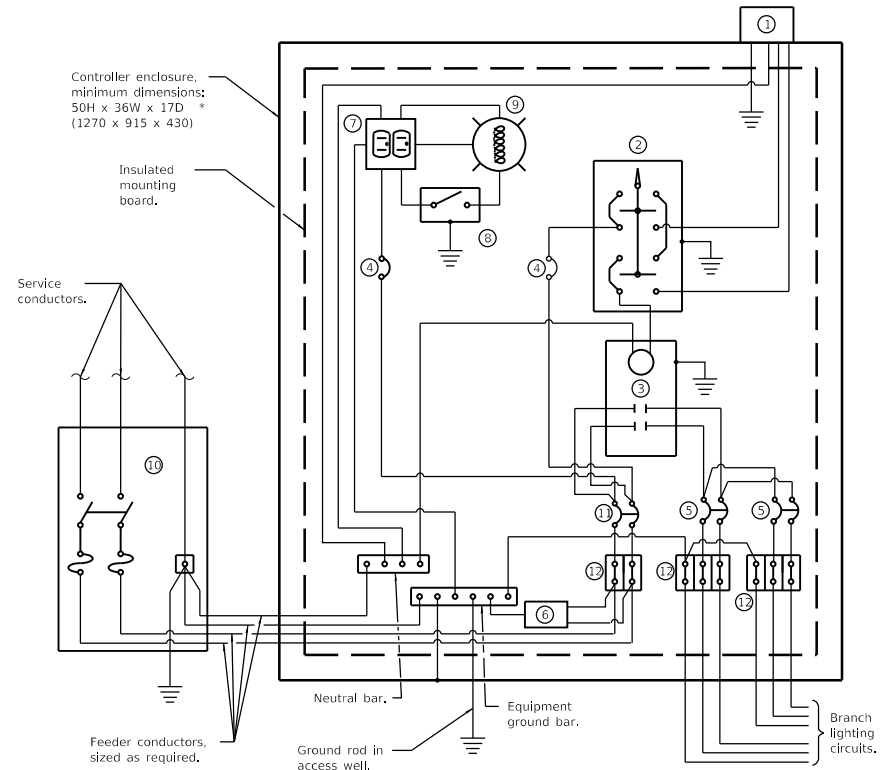 1
Controller enclosure,
minimum dimensions:
50H x 36W x 17D *
(1270 x 915 x 430)
9
7
2
Insulated
mounting
board.
8
4
4
Service
conductors.
3
10
11
5
5
12
12
12
6
Neutral bar.
Equipment
ground bar.
Feeder conductors,
sized as required.
Ground rod in
access well.
Branch
lighting
circuits.